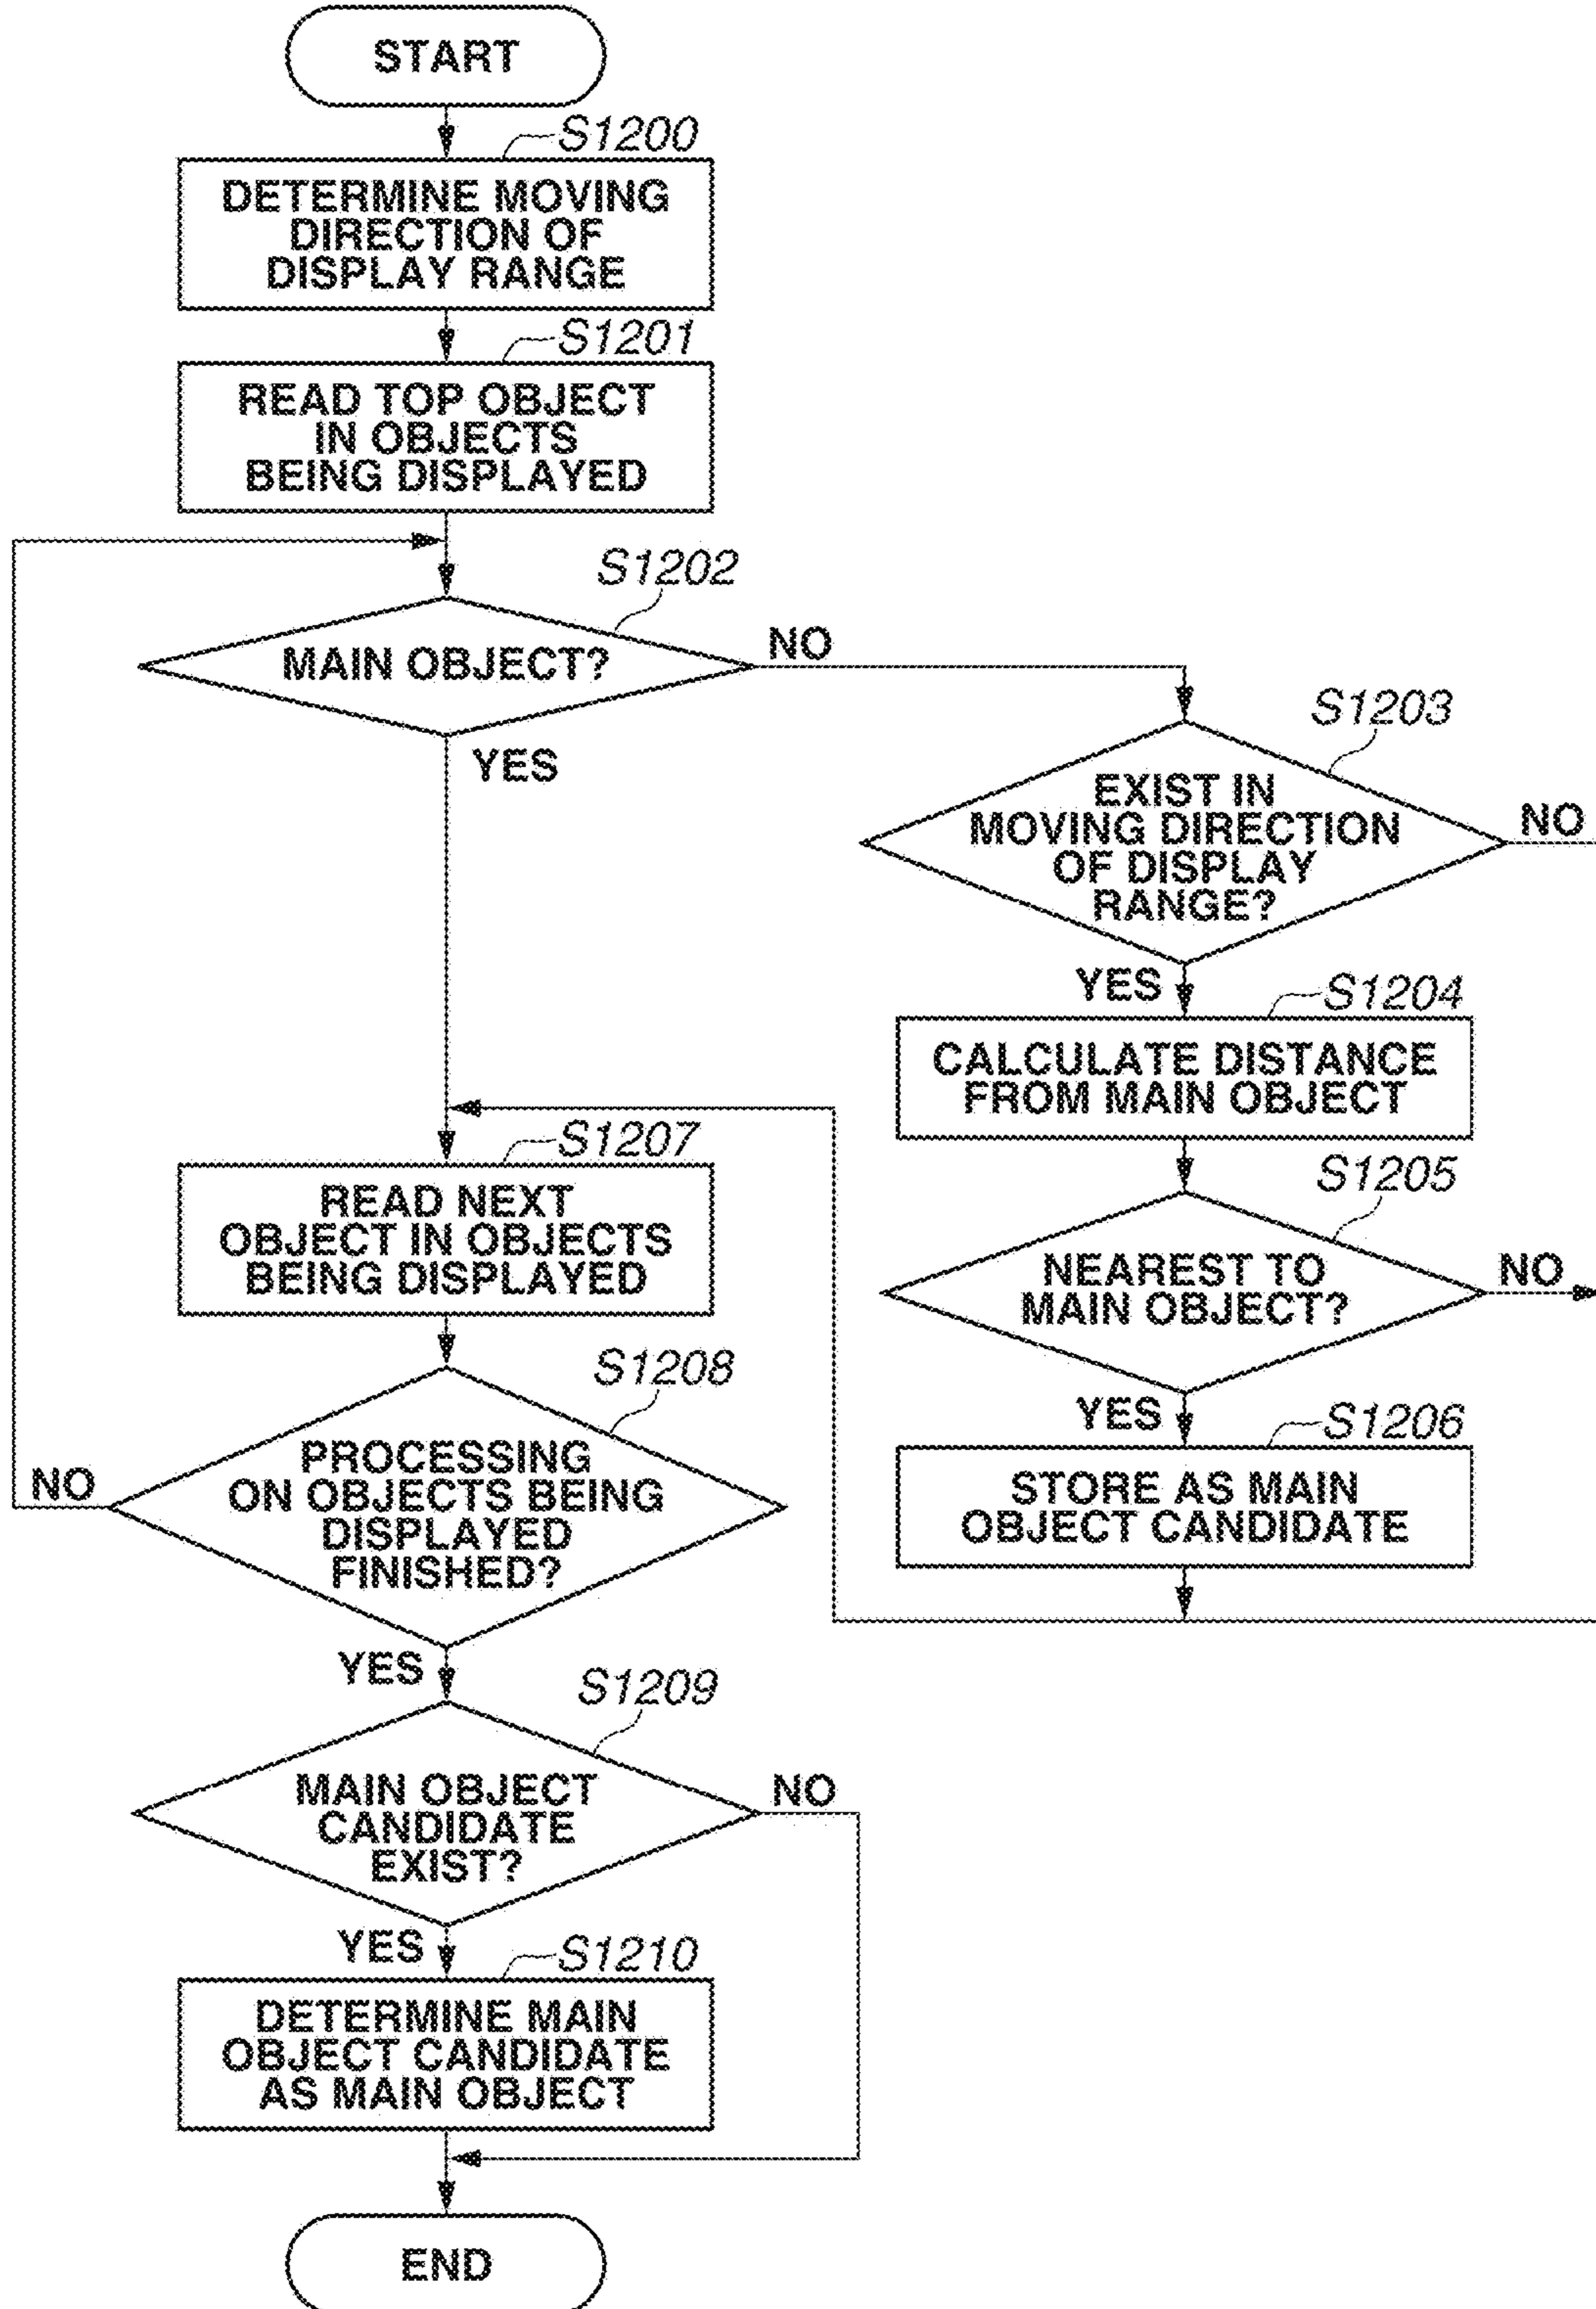 START
S1200
DETERMINE MOVING
DIRECTION OF
DISPLAY RANGE
S1201
READ TOP OBJECT
IN OBJECTS
BEING DISPLAYED
S1202
MAIN OBJECT?
NO
YES
S1203
EXIST IN
MOVING DIRECTION
OF DISPLAY
RANGE?
NO
YES
S1204
CALCULATE DISTANCE
FROM MAIN OBJECT
S1205
NEAREST TO
MAIN OBJECT?
NO
YES
S1206
STORE AS MAIN
OBJECT CANDIDATE
S1207
READ NEXT
OBJECT IN OBJECTS
BEING DISPLAYED
S1208
PROCESSING
ON OBJECTS BEING
DISPLAYED
FINISHED?
NO
YES
S1209
MAIN OBJECT
CANDIDATE
EXIST?
NO
YES
S1210
DETERMINE MAIN
OBJECT CANDIDATE
AS MAIN OBJECT
END